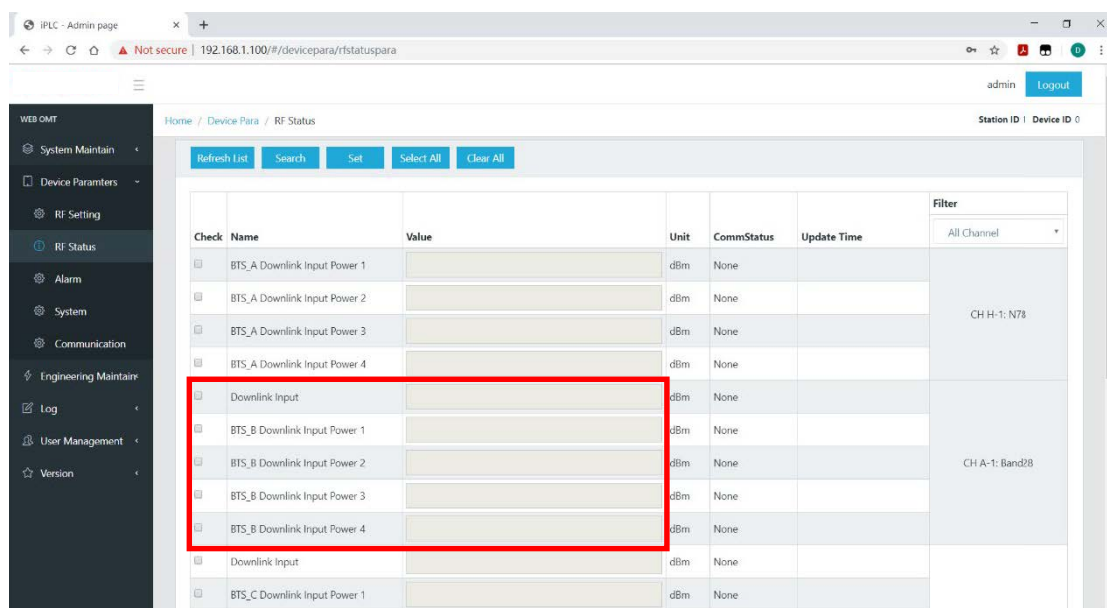 iPLC - Admin page
Not secure | 192.168.1.100/#/devicepara/rfstatuspara
D
admin Logout
WEB OMT
Home / Device Para / RF Status
Station ID 1 Device ID 0
System Maintain
Device Paramters
RF Setting
RF Status
Alarm
System
Communication
Engineering Maintain
Log
User Management
Version
Refresh List Search Set Select All Clear All
Filter
Check Name Value Unit CommStatus Update Time All Channel
BTS_A Downlink Input Power 1 dBm None
BTS_A Downlink Input Power 2 dBm None
CH H-1: N78
BTS_A Downlink Input Power 3 dBm None
BTS_A Downlink Input Power 4 dBm None
Downlink Input dBm None
BTS_B Downlink Input Power 1 dBm None
BTS_B Downlink Input Power 2 dBm None CH A-1: Band28
BTS_B Downlink Input Power 3 dBm None
BTS_B Downlink Input Power 4 dBm None
Downlink Input dBm None
BTS_C Downlink Input Power 1 dBm None